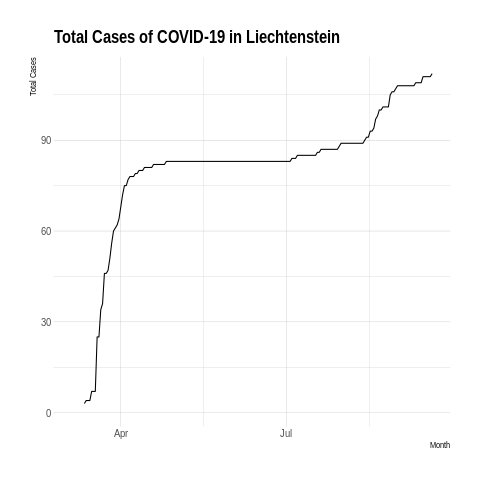 Total Cases of COVID-19 in Liechtenstein
Total Cases
90
60
30
0
Apr Jul
Month